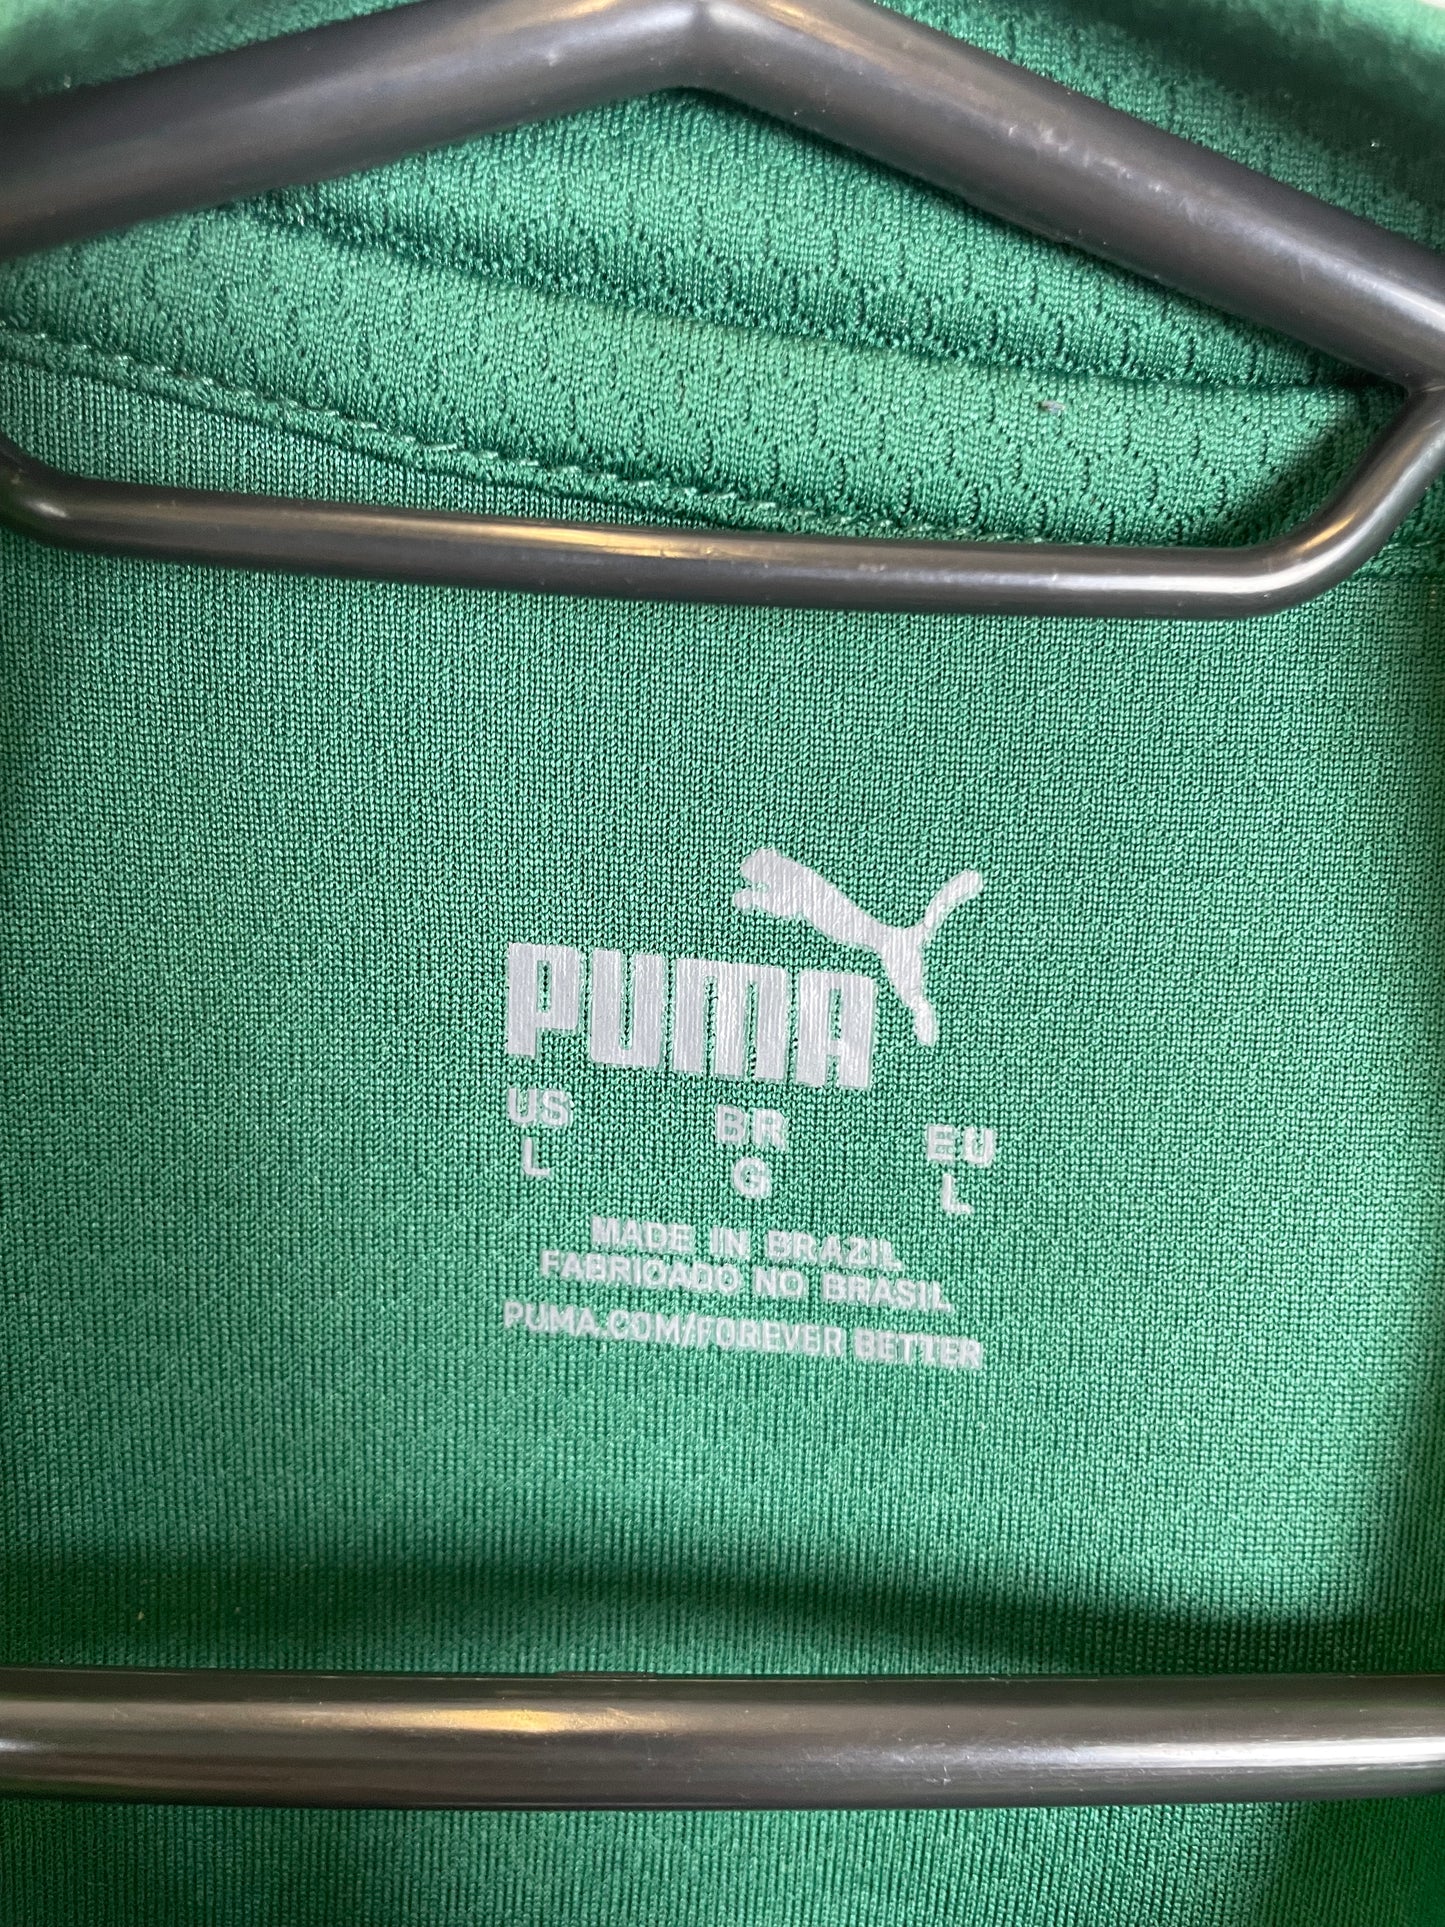 PUMA
US BR EU
L G L
MADE IN BRAZIL
FABRICADO NO BRASIL
PUMA.COM/FOREVER BETTER